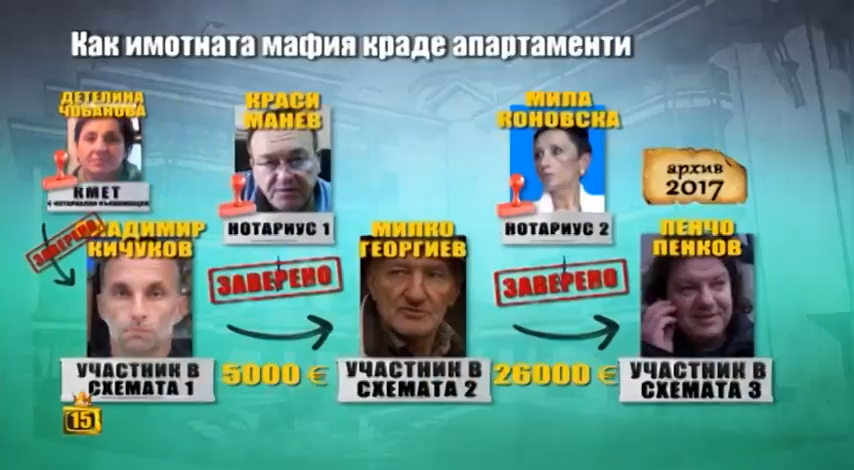 Как имотната мафия краде апартаменти
ДЕТЕЛИНА
ЧОБАНОВА
КМЕТ
КРАСИ
МАНЕВ
НОТАРИУС 1
МИЛА
КОНОВСКА
НОТАРИУС 2
архив
2017
ЗАВЕРЕНО
ВЛАДИМИР
КИЧУКОВ
УЧАСТНИК В
СХЕМАТА 1
ЗАВЕРЕНО
5000 €
МИЛКО
ГЕОРГИЕВ
УЧАСТНИК В
СХЕМАТА 2
ЗАВЕРЕНО
26000 €
ПЕНЧО
ПЕНКОВ
УЧАСТНИК В
СХЕМАТА 3
15